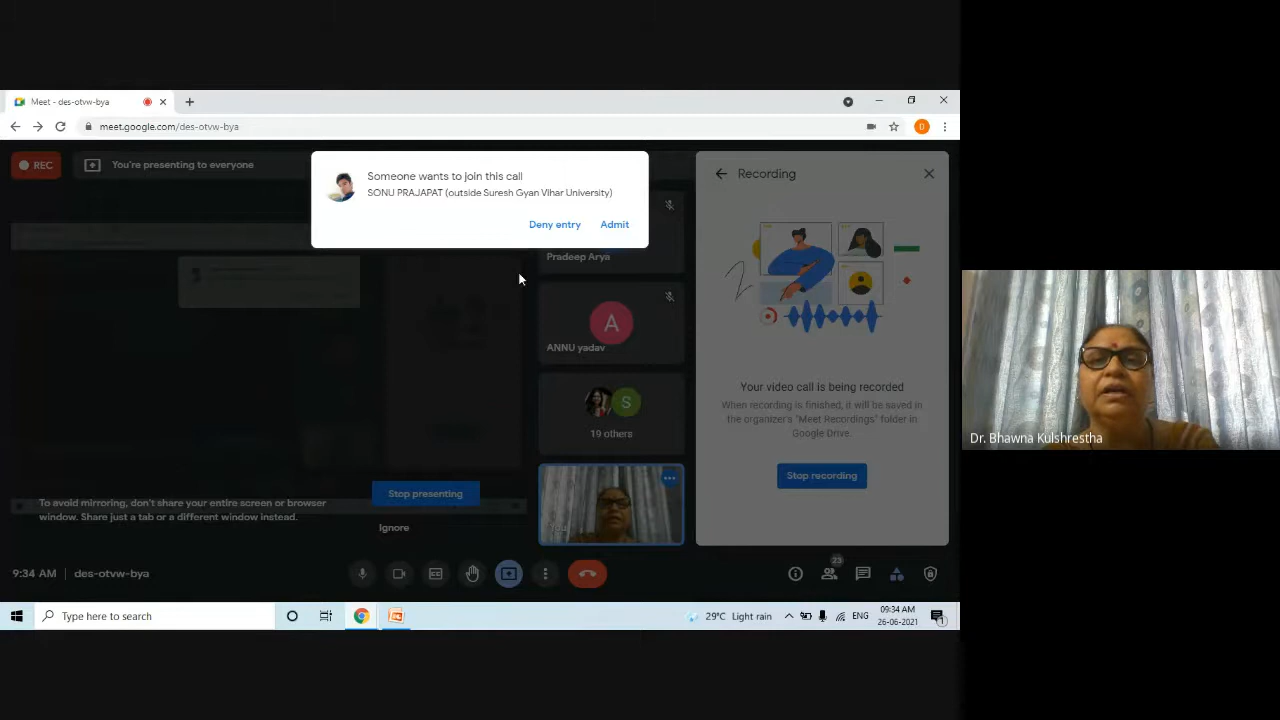 Meet - des-otvw-bya
meet.google.com/des-otvw-bya
REC
You're presenting to everyone
Someone wants to join this call
SONU PRAJAPAT (outside Suresh Gyan Vihar University)
Deny entry
Admit
Recording
Pradeep Arya
A
ANNU yadav
S
19 others
Your video call is being recorded
When recording is finished, it will be saved in
the organizer's "Meet Recordings" folder in
Google Drive.
Stop recording
To avoid mirroring, don't share your entire screen or browser
window. Share just a tab or a different window instead.
Stop presenting
Ignore
You
Dr. Bhawna Kulshrestha
9:34 AM | des-otvw-bya
23
Type here to search
29°C Light rain
ENG
09:34 AM
26-06-2021
1